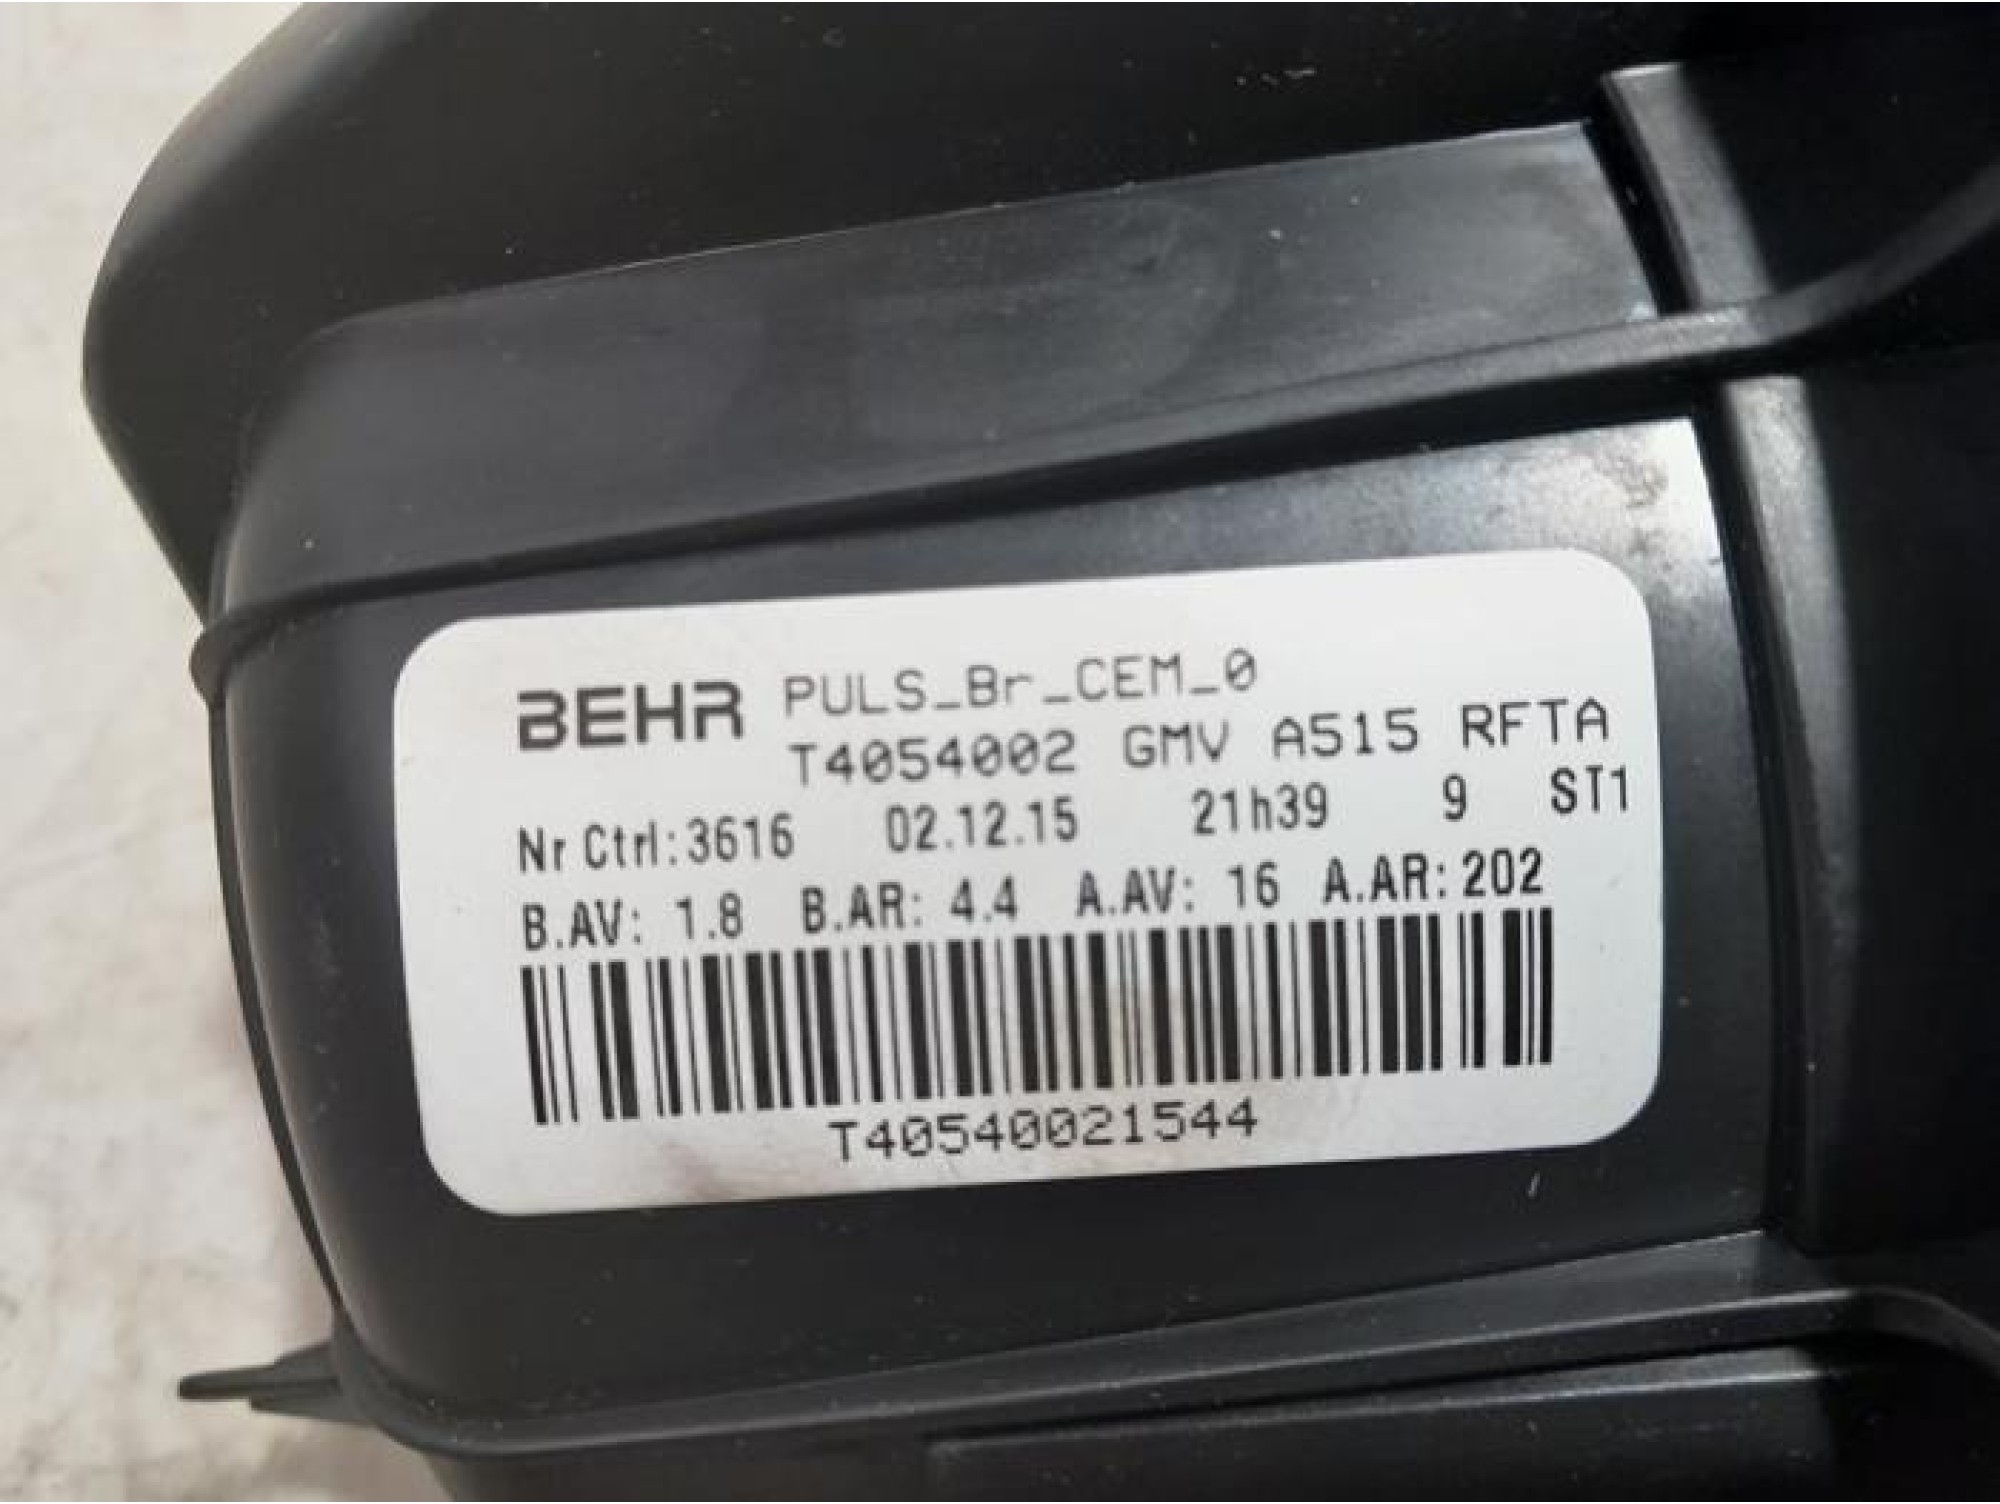 BEHR PULS_Br_CEM_0
T4054002 GMV A515 RFTA
Nr Ctrl:3616 02.12.15 21h39 9 ST1
B.AV: 1.8 B.AR: 4.4 A.AV: 16 A.AR:202
T40540021544